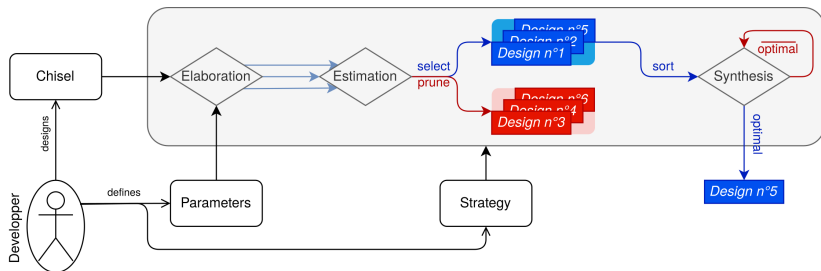 Chisel
Elaboration
Estimation
select
prune
Design n°5
Design n°2
Design n°1
Design n°6
Design n°4
Design n°3
sort
Synthesis
optimal
optimal
Design n°5
designs
Developper
defines
Parameters
Strategy